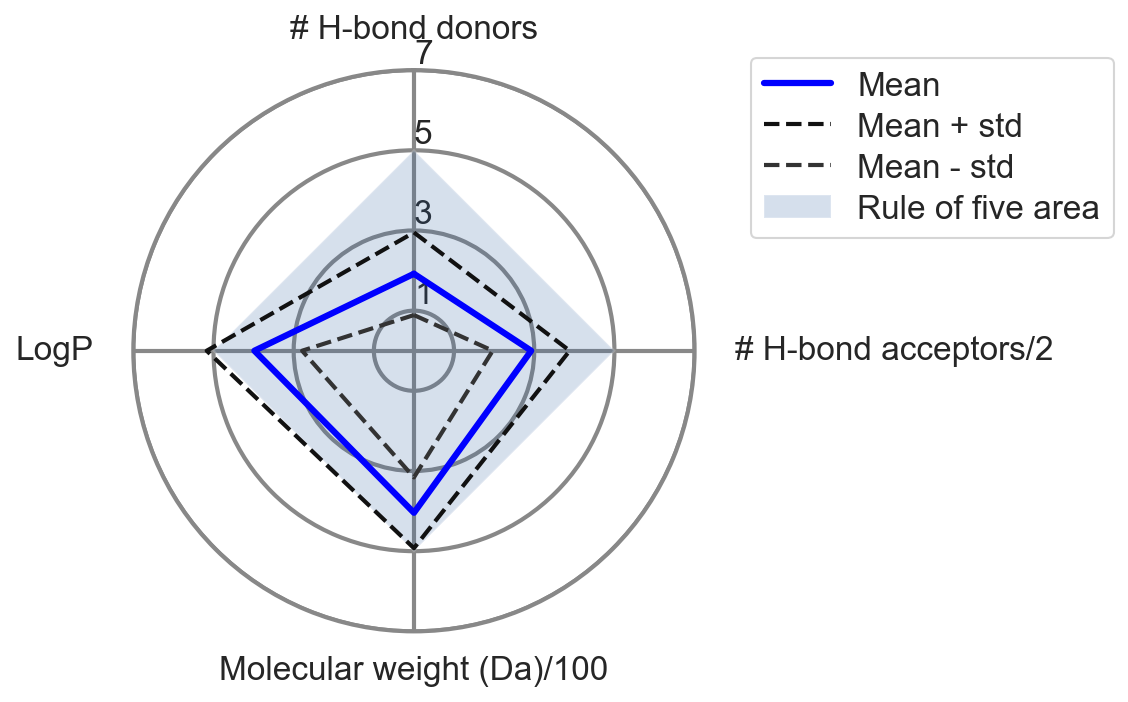 # H-bond donors
7
5
3
1
LogP
# H-bond acceptors/2
Molecular weight (Da)/100
Mean
Mean + std
Mean - std
Rule of five area